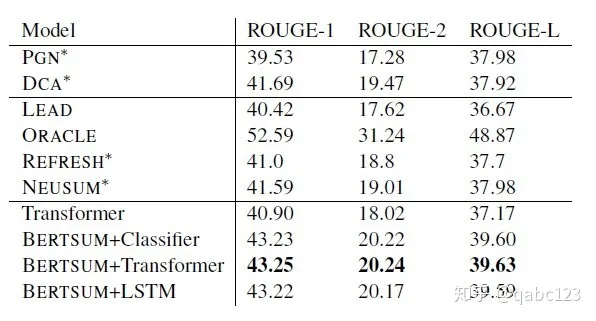 Model ROUGE-1 ROUGE-2 ROUGE-L
PGN* 39.53 17.28 37.98
DCA* 41.69 19.47 37.92
LEAD 40.42 17.62 36.67
ORACLE 52.59 31.24 48.87
REFRESH* 41.0 18.8 37.7
NEUSUM* 41.59 19.01 37.98
Transformer 40.90 18.02 37.17
BERTSUM+Classifier 43.23 20.22 39.60
BERTSUM+Transformer 43.25 20.24 39.63
BERTSUM+LSTM 43.22 20.17 39.59
知乎 @qabc123